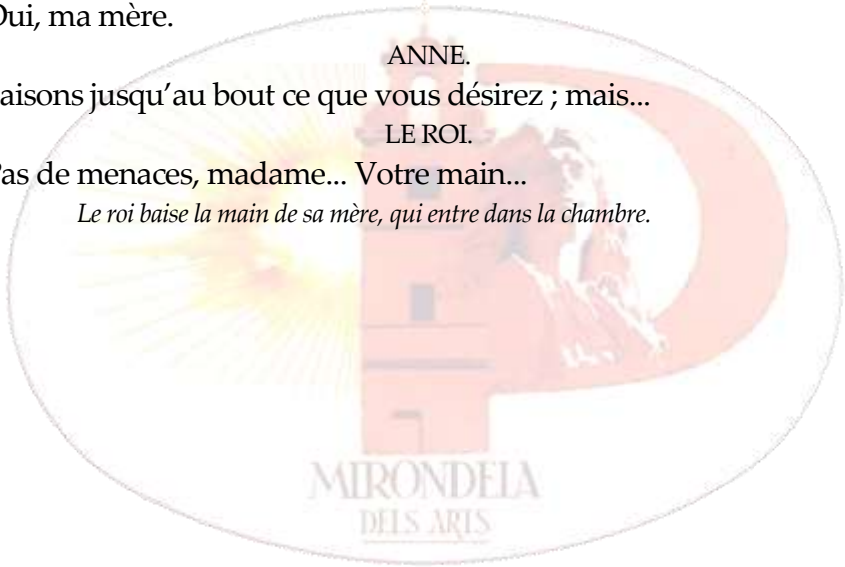 Oui, ma mère.
ANNE.
aisons jusqu'au bout ce que vous désirez ; mais...
LE ROI.
as de menaces, madame... Votre main...
Le roi baise la main de sa mère, qui entre dans la chambre.
MIRONDELA
DELS ARTS